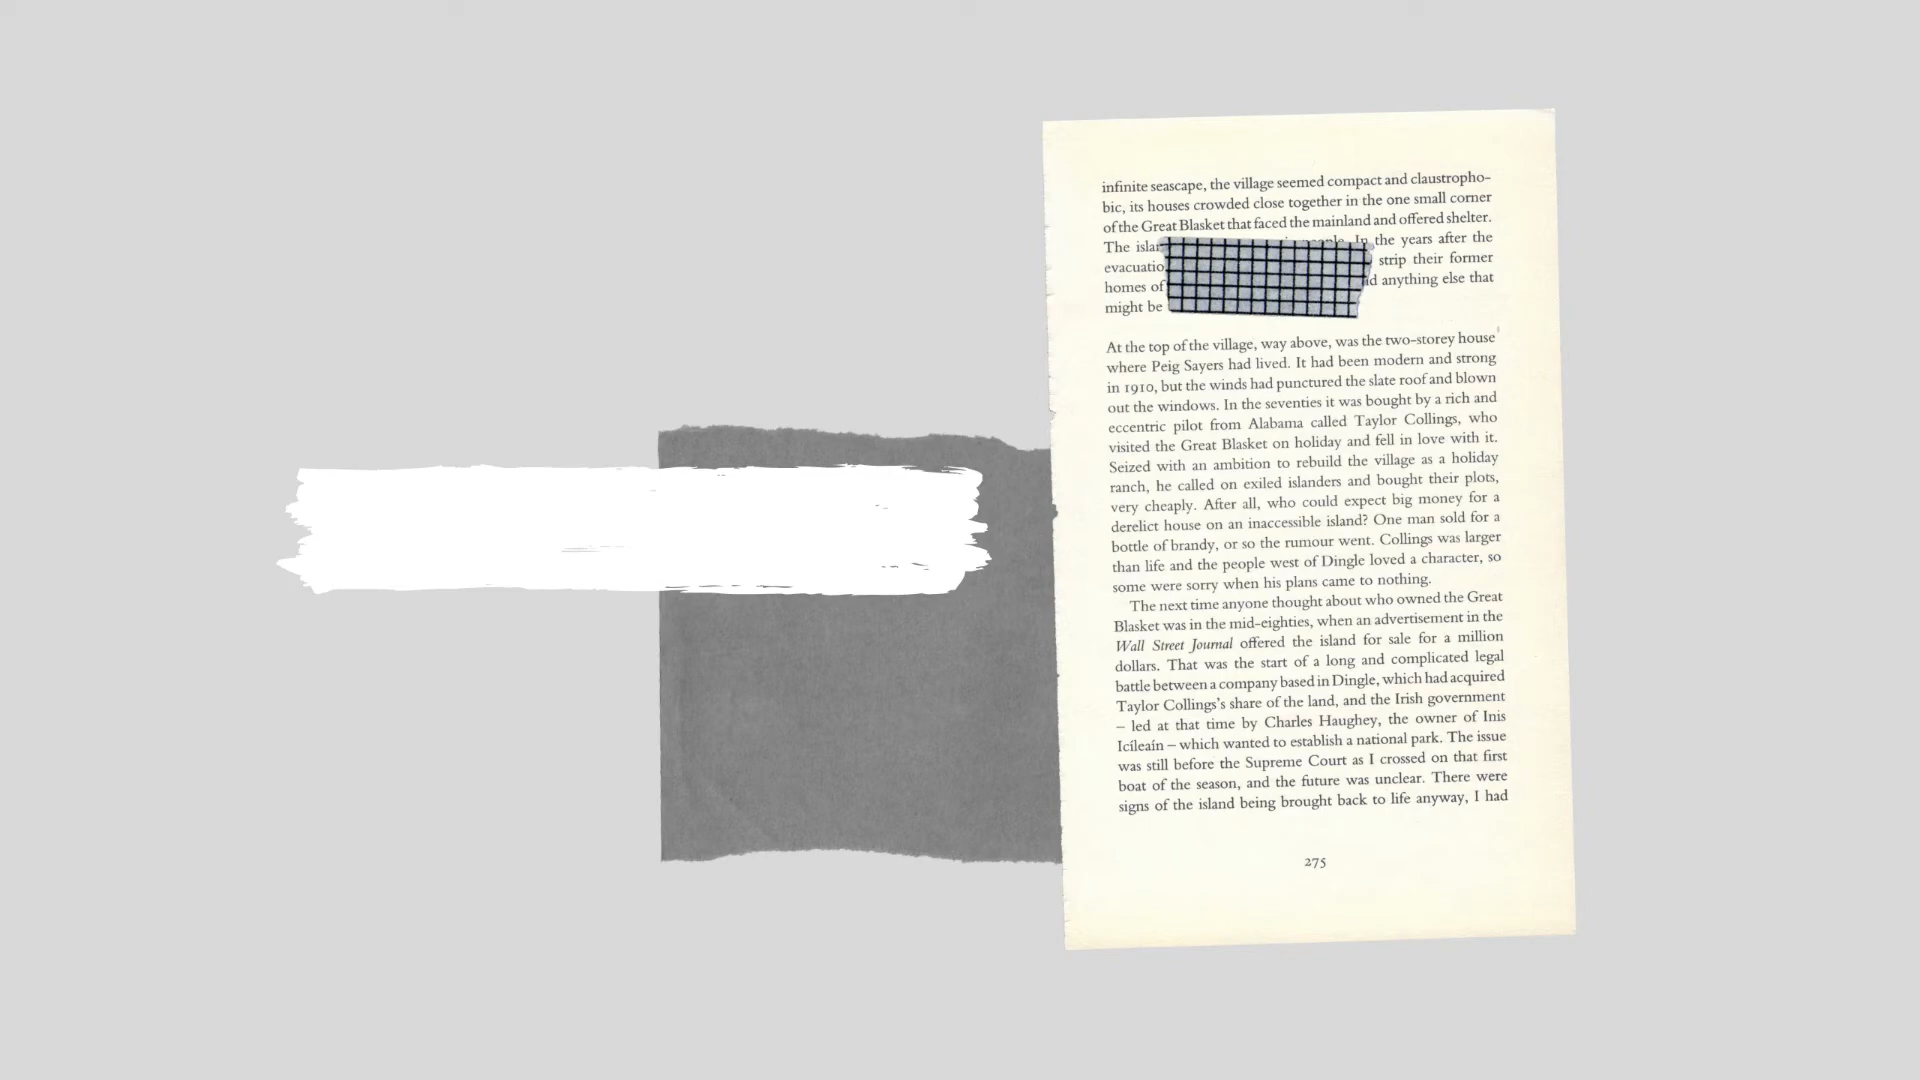 infinite seascape, the village seemed compact and claustropho-
bic, its houses crowded close together in the one small corner
of the Great Blasket that faced the mainland and offered shelter.
The people. In the years after the
strip their former
homes of anything else that
might be
At the top of the village, way above, was the two-storey house
where Peig Sayers had lived. It had been modern and strong
in 1910, but the winds had punctured the slate roof and blown
out the windows. In the seventies it was bought by a rich and
eccentric pilot from Alabama called Taylor Collings, who
visited the Great Blasket on holiday and fell in love with it.
Seized with an ambition to rebuild the village as a holiday
ranch, he called on exiled islanders and bought their plots,
very cheaply. After all, who could expect big money for a
derelict house on an inaccessible island? One man sold for a
bottle of brandy, or so the rumour went. Collings was larger
than life and the people west of Dingle loved a character, so
some were sorry when his plans came to nothing.
The next time anyone thought about who owned the Great
Blasket was in the mid-eighties, when an advertisement in the
Wall Street Journal offered the island for sale for a million
dollars. That was the start of a long and complicated legal
battle between a company based in Dingle, which had acquired
Taylor Collings's share of the land, and the Irish government
– led at that time by Charles Haughey, the owner of Inis
Icíleaín – which wanted to establish a national park. The issue
was still before the Supreme Court as I crossed on that first
boat of the season, and the future was unclear. There were
signs of the island being brought back to life anyway, I had
275